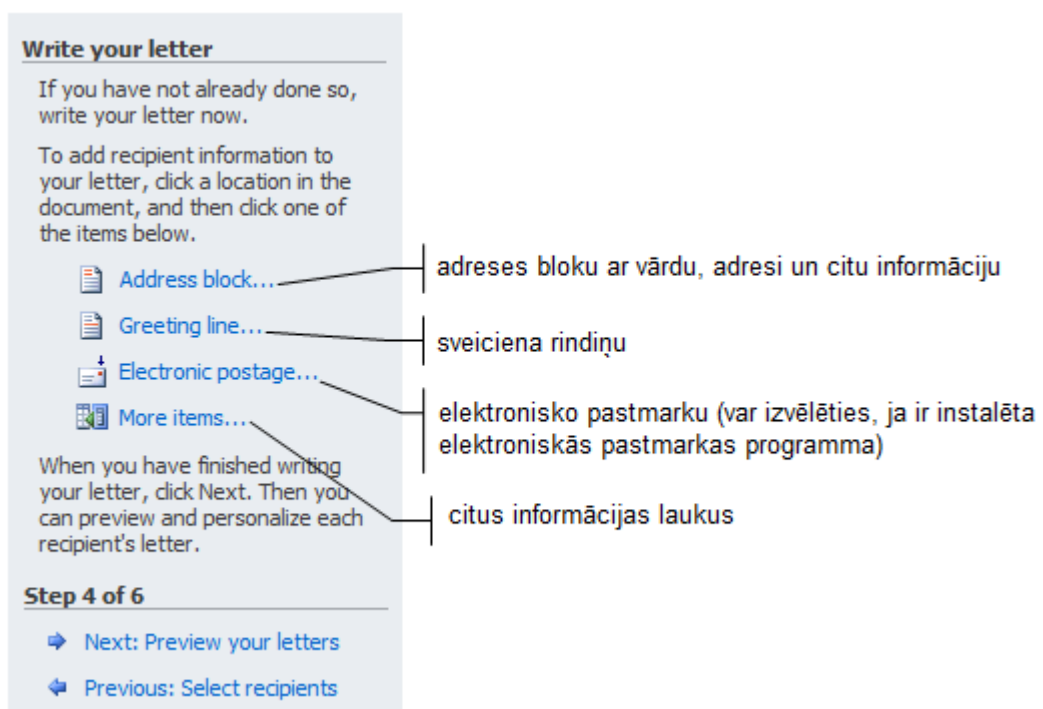 Write your letter
If you have not already done so,
write your letter now.
To add recipient information to
your letter, click a location in the
document, and then click one of
the items below.
Address block...
adreses bloku ar vārdu, adresi un citu informāciju
Greeting line...
sveiciena rindiņu
Electronic postage...
elektronisko pastmarku (var izvēlēties, ja ir instalēta
elektroniskās pastmarkas programma)
More items...
citus informācijas laukus
When you have finished writing
your letter, click Next. Then you
can preview and personalize each
recipient's letter.
Step 4 of 6
Next: Preview your letters
Previous: Select recipients